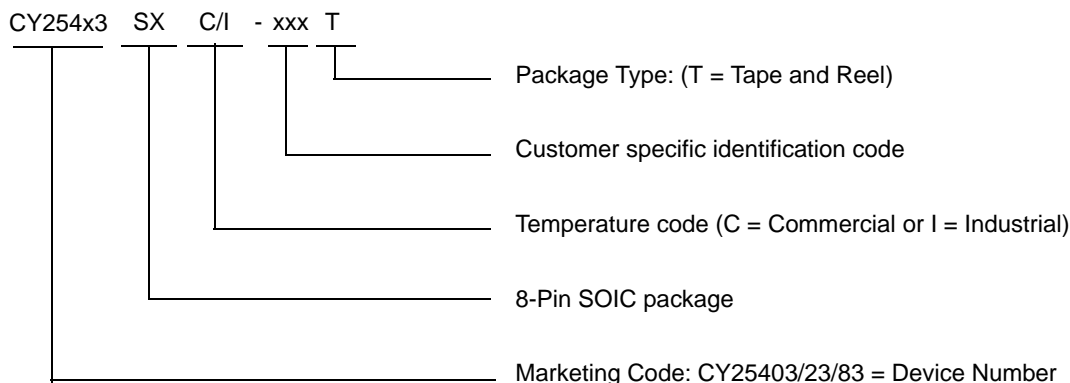 CY254x3 SX C/I - xxx T
Package Type: (T = Tape and Reel)
Customer specific identification code
Temperature code (C = Commercial or I = Industrial)
8-Pin SOIC package
Marketing Code: CY25403/23/83 = Device Number